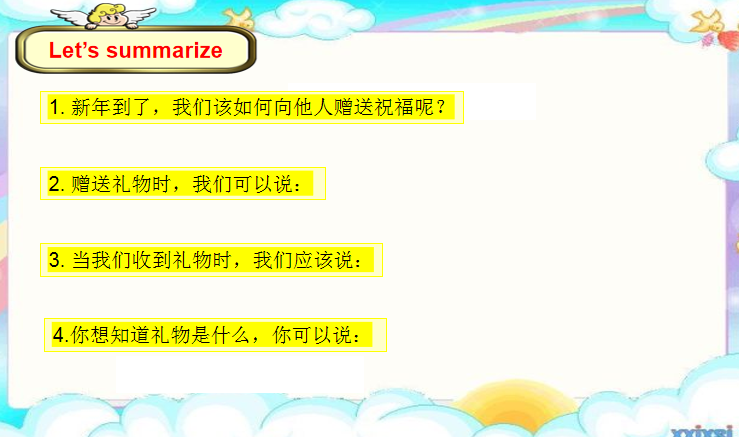 Let's summarize
1. 新年到了，我们该如何向他人赠送祝福呢？
2. 赠送礼物时，我们可以说：
3. 当我们收到礼物时，我们应该说：
4.你想知道礼物是什么，你可以说：